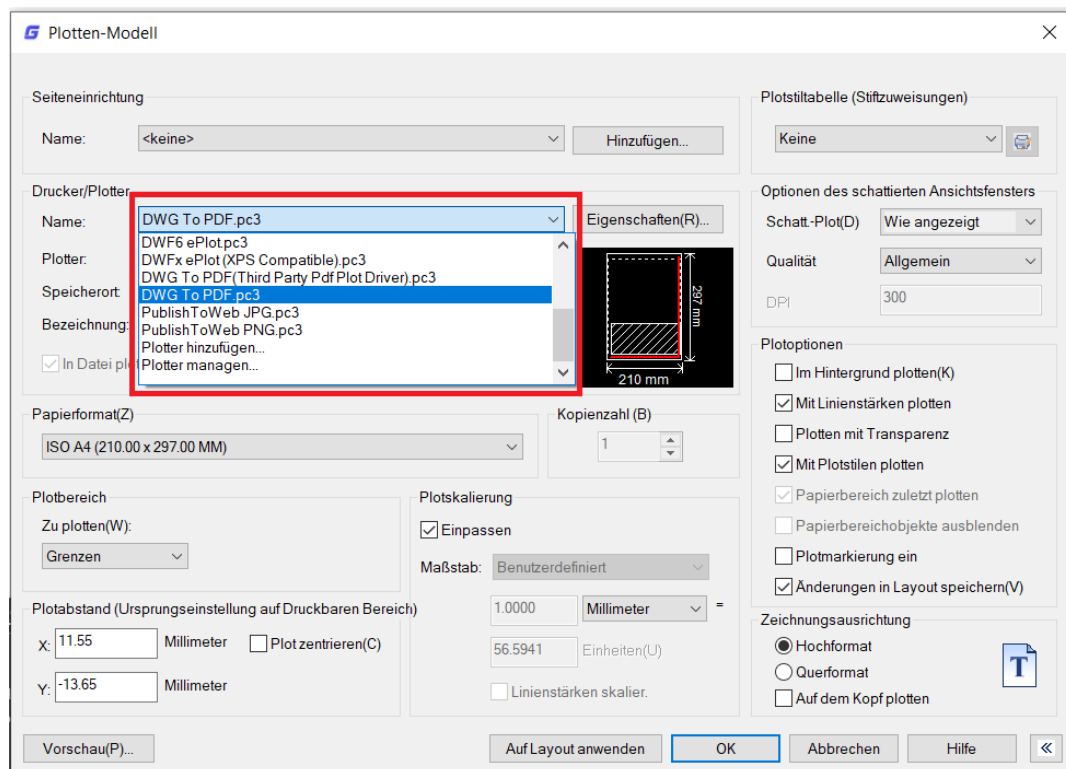 Plotten-Modell
Seiteneinrichtung
Name:
<keine>
Hinzufügen...
Plotstiltabelle (Stiftzuweisungen)
Keine
Drucker/Plotter
Name:
DWG To PDF.pc3
Eigenschaften(R)...
DWF6 ePlot.pc3
DWFx ePlot (XPS Compatible).pc3
DWG To PDF(Third Party Pdf Plot Driver).pc3
DWG To PDF.pc3
PublishToWeb JPG.pc3
PublishToWeb PNG.pc3
Plotter hinzufügen...
Plotter managen...
Plotter:
Speicherort:
Bezeichnung:
In Datei
297 mm
210 mm
Optionen des schattierten Ansichtsfensters
Schatt.-Plot(D)
Wie angezeigt
Qualität
Allgemein
DPI
300
Papierformat(Z)
ISO A4 (210.00 x 297.00 MM)
Kopienzahl (B)
1
Plotoptionen
Im Hintergrund plotten(K)
Mit Linienstärken plotten
Plotten mit Transparenz
Mit Plotstilen plotten
Papierbereich zuletzt plotten
Papierbereichobjekte ausblenden
Plotmarkierung ein
Änderungen in Layout speichern(V)
Plotbereich
Zu plotten(W):
Grenzen
Plotskalierung
Einpassen
Maßstab:
Benutzerdefiniert
1.0000
Millimeter
=
56.5941
Einheiten(U)
Linienstärken skalier.
Plotabstand (Ursprungseinstellung auf Druckbaren Bereich)
X:
11.55
Millimeter
Plot zentrieren(C)
Y:
-13.65
Millimeter
Zeichnungsausrichtung
Hochformat
Querformat
Auf dem Kopf plotten
T
Vorschau(P)...
Auf Layout anwenden
OK
Abbrechen
Hilfe